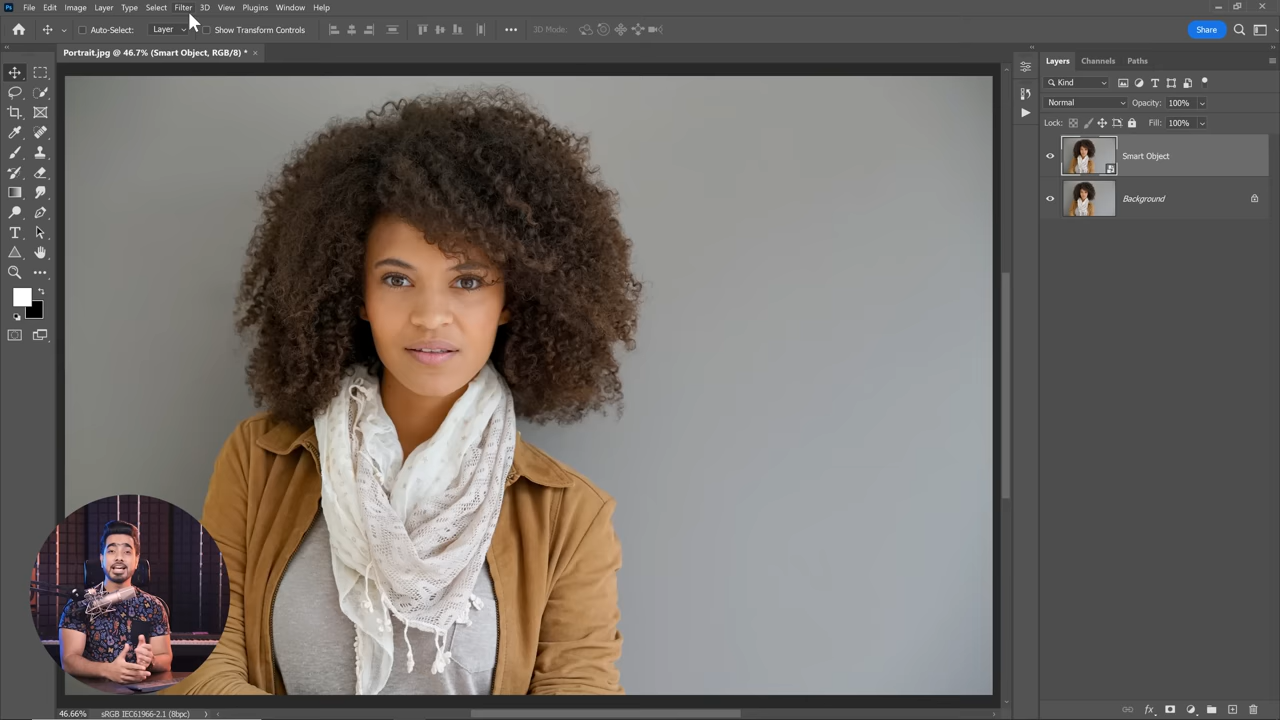 Ps File Edit Image Layer Type Select Filter 3D View Plugins Window Help
Auto-Select: Layer Show Transform Controls 3D Mode: Share
Portrait.jpg @ 46.7% (Smart Object, RGB/8) *
Layers Channels Paths
Kind
Normal Opacity: 100%
Lock: Fill: 100%
Smart Object
Background
46.66% sRGB IEC61966-2.1 (8bpc)